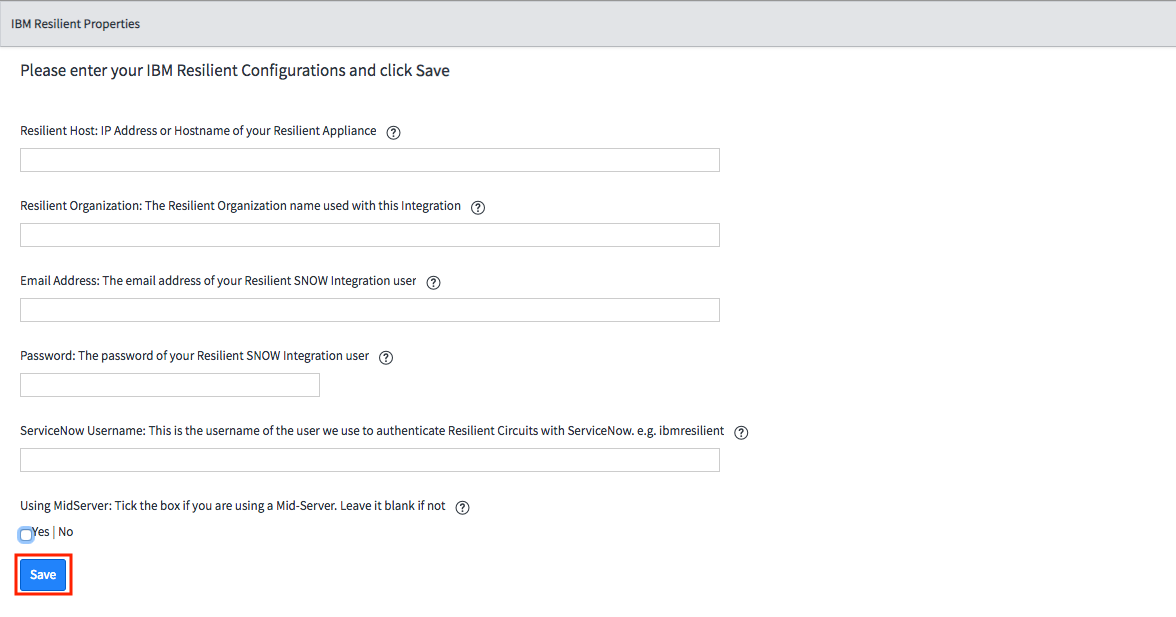 IBM Resilient Properties
Please enter your IBM Resilient Configurations and click Save
Resilient Host: IP Address or Hostname of your Resilient Appliance ?
Resilient Organization: The Resilient Organization name used with this Integration ?
Email Address: The email address of your Resilient SNOW Integration user ?
Password: The password of your Resilient SNOW Integration user ?
ServiceNow Username: This is the username of the user we use to authenticate Resilient Circuits with ServiceNow. e.g. ibmresilient ?
Using MidServer: Tick the box if you are using a Mid-Server. Leave it blank if not ?
Yes | No
Save